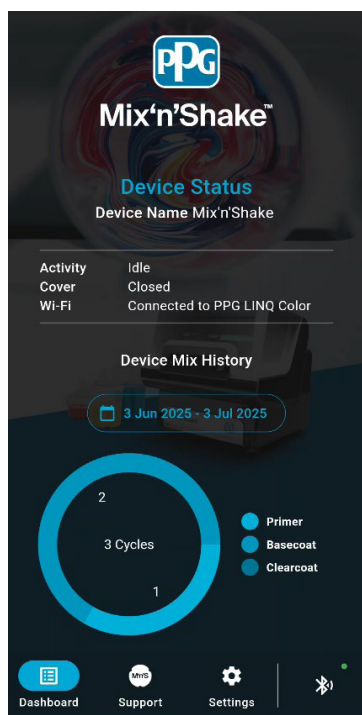 PPG
Mix'n'Shake™
Device Status
Device Name Mix'n'Shake
Activity Idle
Cover Closed
Wi-Fi Connected to PPG LINQ Color
Device Mix History
3 Jun 2025 - 3 Jul 2025
2
3 Cycles
1
Primer
Basecoat
Clearcoat
M'n'S
Dashboard Support Settings